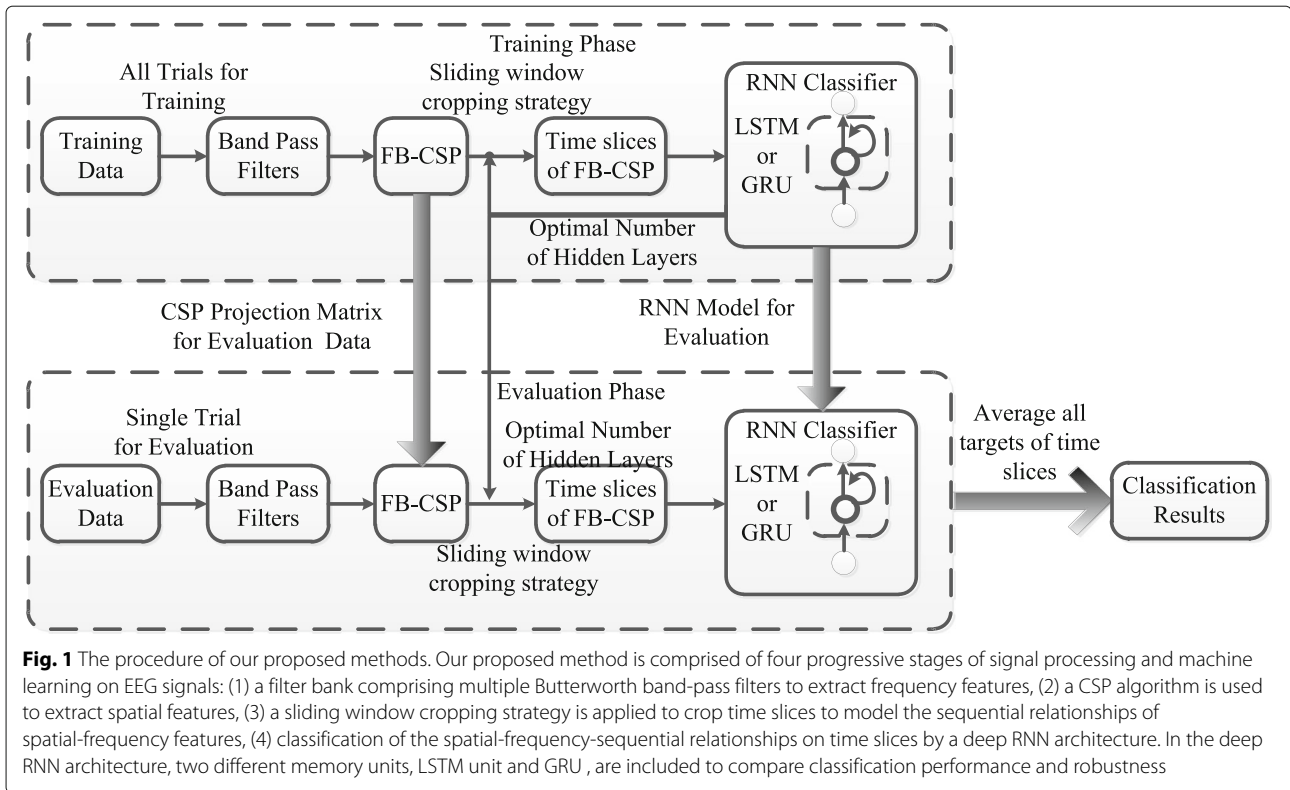 Training Phase
All Trials for
Training
Sliding window
cropping strategy
RNN Classifier
LSTM
or
GRU
Training
Data
Band Pass
Filters
FB-CSP
Time slices
of FB-CSP
Optimal Number
of Hidden Layers
CSP Projection Matrix
for Evaluation Data
RNN Model for
Evaluation
Evaluation Phase
Single Trial
for Evaluation
Optimal Number
of Hidden Layers
RNN Classifier
LSTM
or
GRU
Evaluation
Data
Band Pass
Filters
FB-CSP
Time slices
of FB-CSP
Sliding window
cropping strategy
Average all
targets of time
slices
Classification
Results
Fig. 1 The procedure of our proposed methods. Our proposed method is comprised of four progressive stages of signal processing and machine
learning on EEG signals: (1) a filter bank comprising multiple Butterworth band-pass filters to extract frequency features, (2) a CSP algorithm is used
to extract spatial features, (3) a sliding window cropping strategy is applied to crop time slices to model the sequential relationships of
spatial-frequency features, (4) classification of the spatial-frequency-sequential relationships on time slices by a deep RNN architecture. In the deep
RNN architecture, two different memory units, LSTM unit and GRU , are included to compare classification performance and robustness